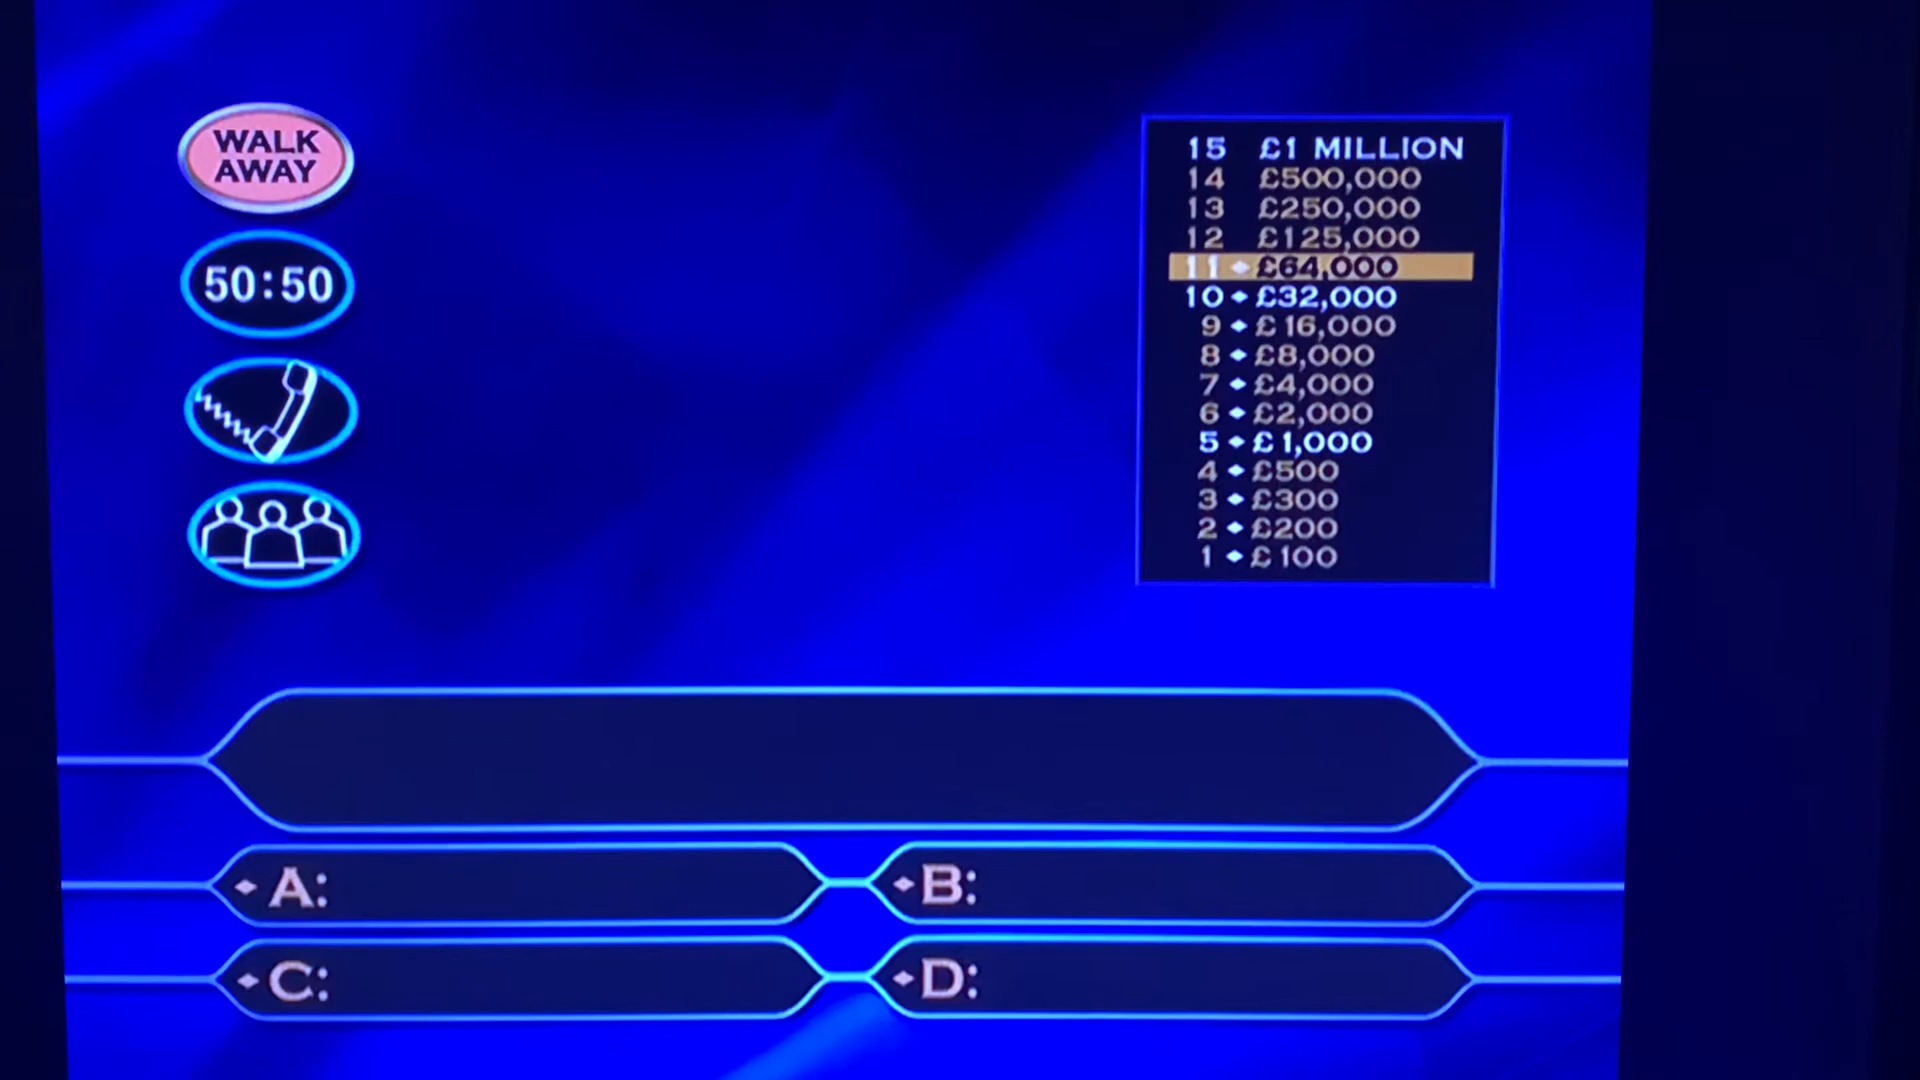 WALK
AWAY
50:50
15 £1 MILLION
14 £500,000
13 £250,000
12 £125,000
11 ◆ £64,000
10 ◆ £32,000
9 ◆ £16,000
8 ◆ £8,000
7 ◆ £4,000
6 ◆ £2,000
5 ◆ £1,000
4 ◆ £500
3 ◆ £300
2 ◆ £200
1 ◆ £100
◆ A:
◆ B:
◆ C:
◆ D: